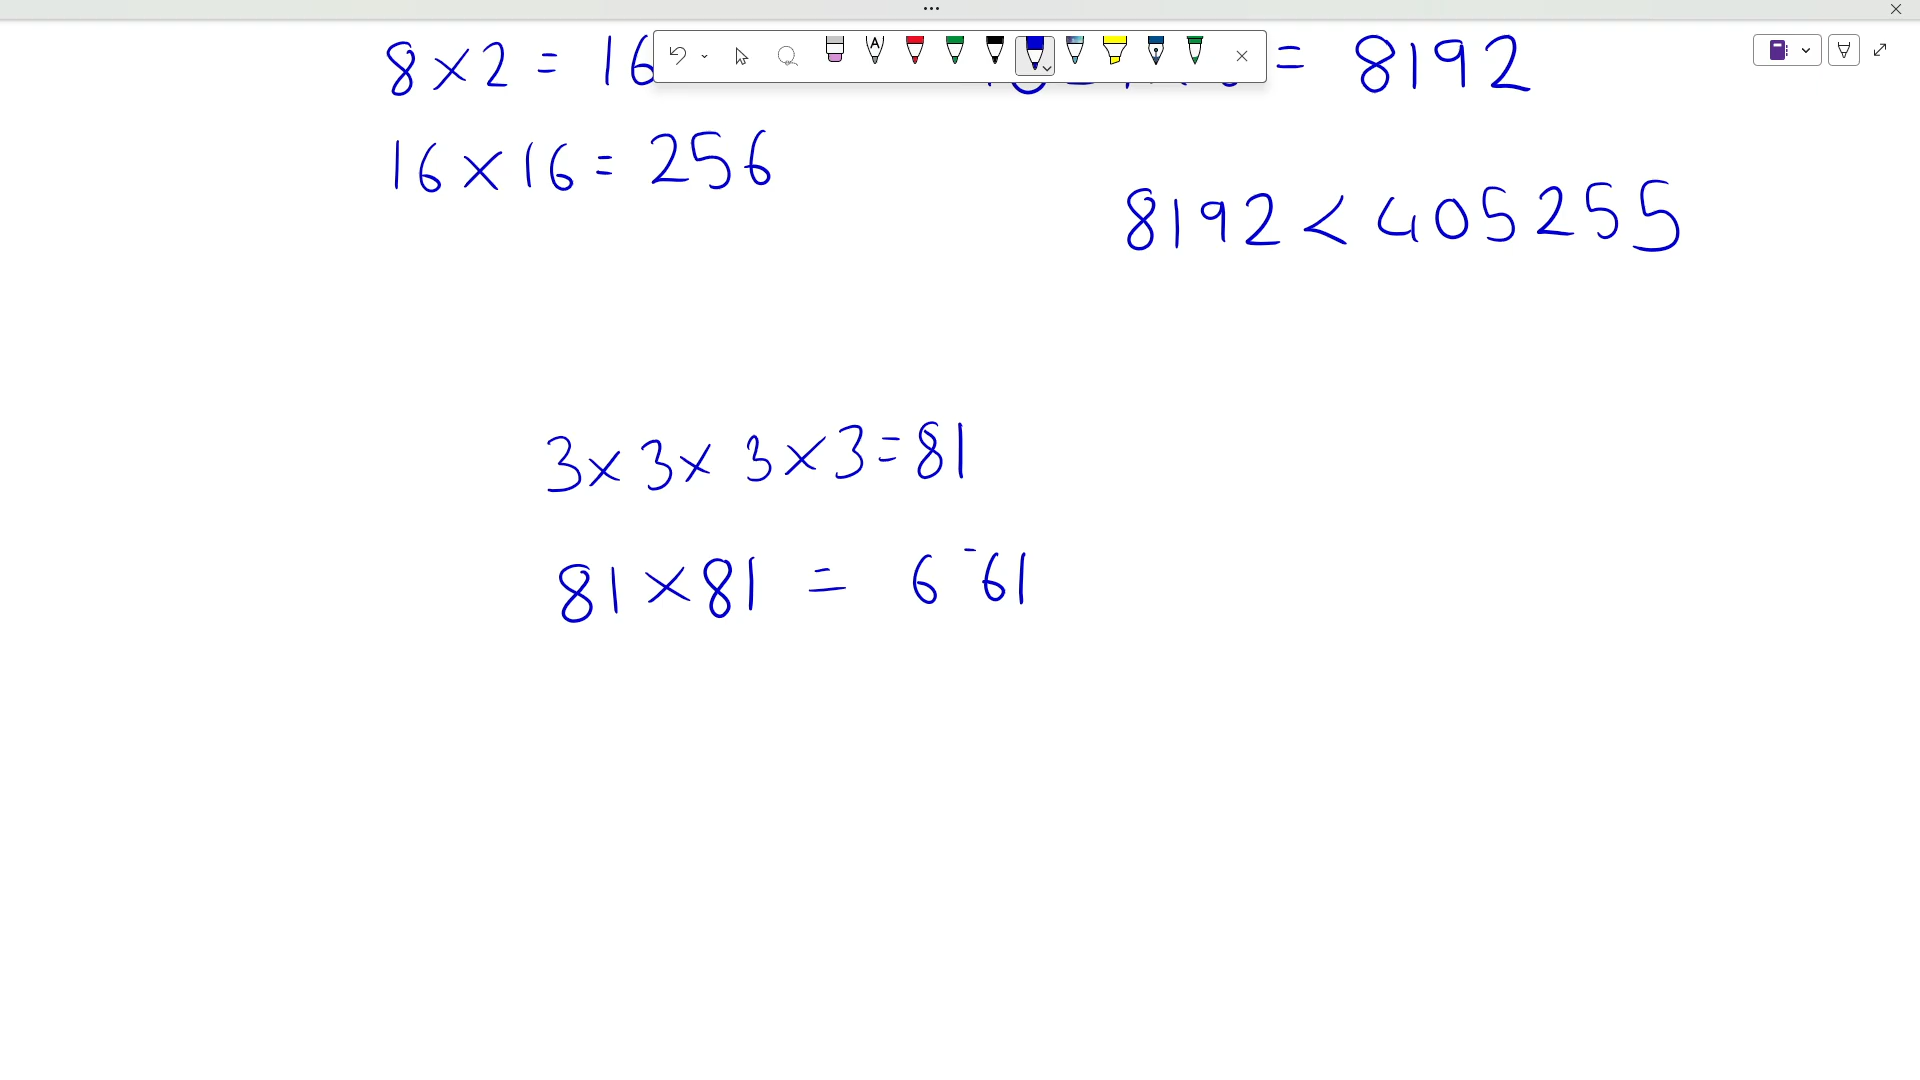 8 × 2 = 16
= 8192
16 × 16 = 256
8192 < 405255
3 × 3 × 3 × 3 = 81
81 × 81 = 6 61